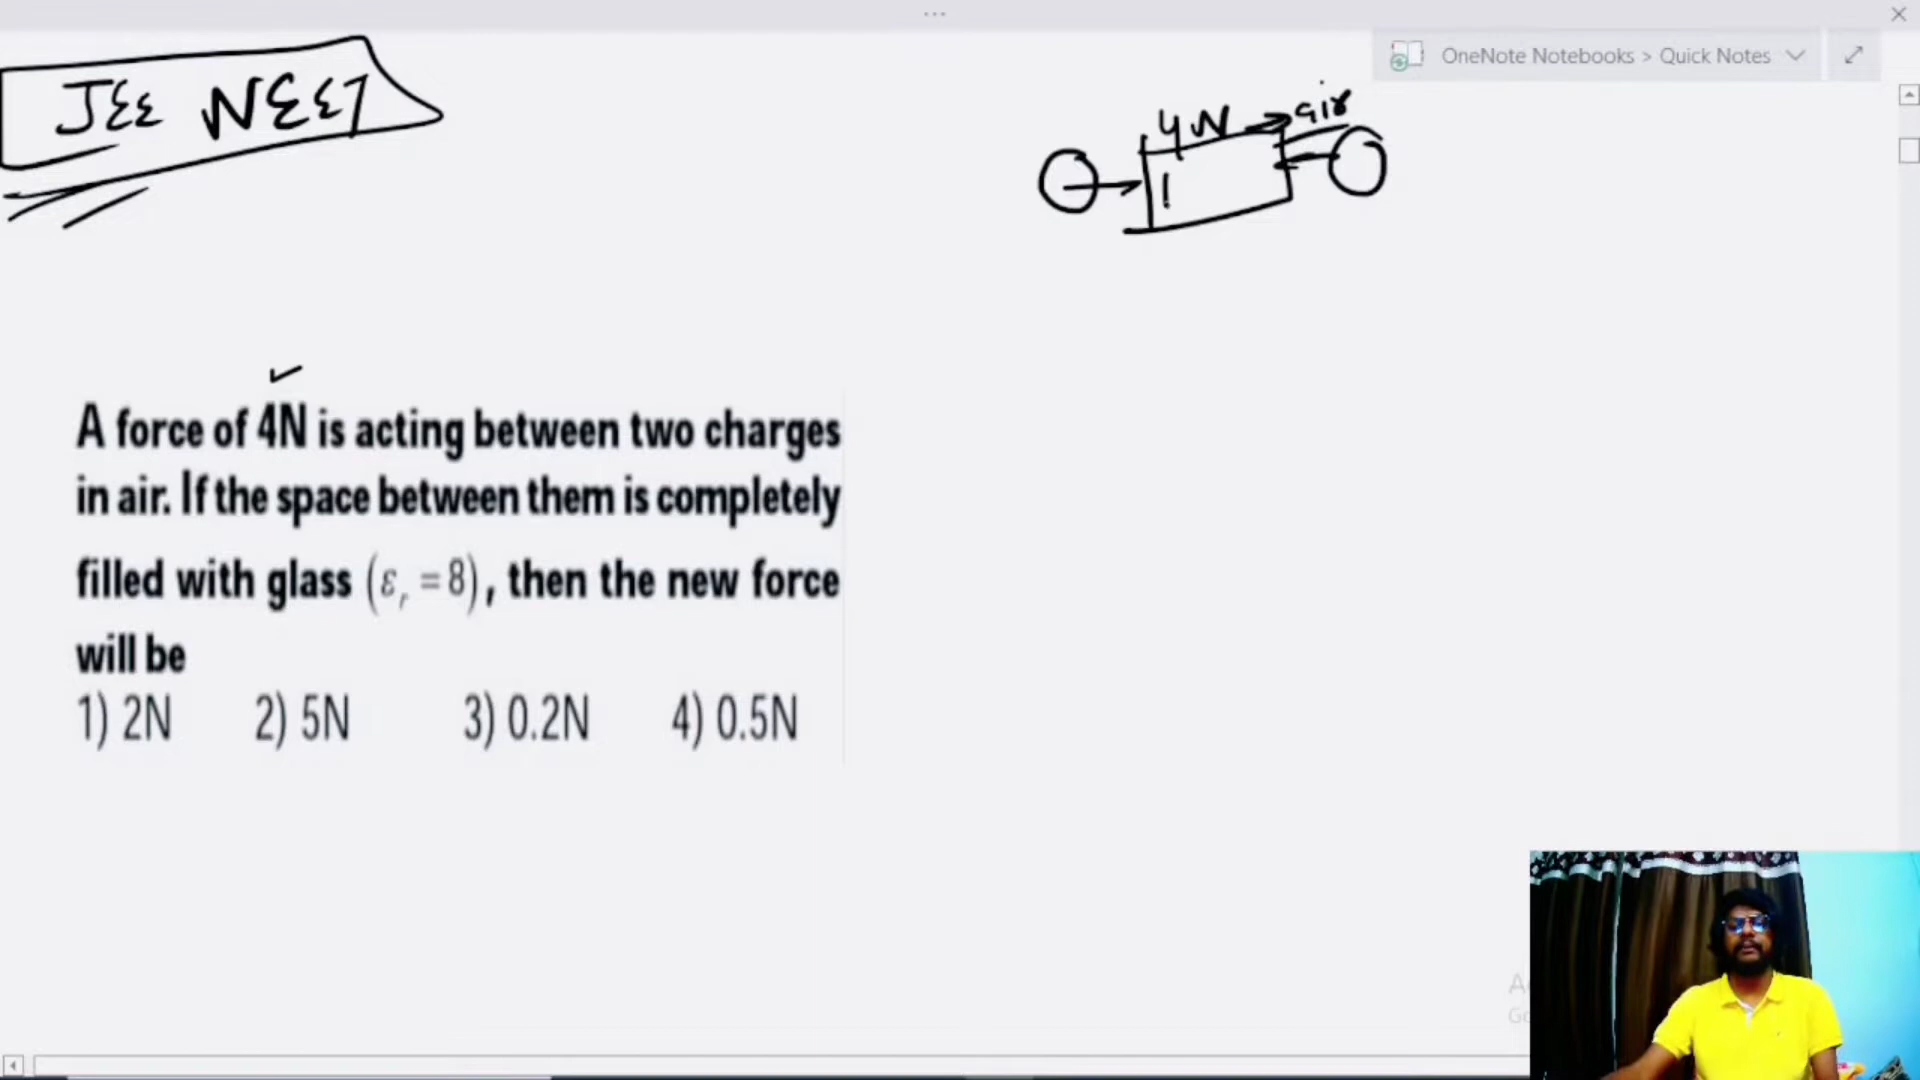 OneNote Notebooks > Quick Notes
JEE NEET
4N → air
A force of 4N is acting between two charges
in air. If the space between them is completely
filled with glass (εr = 8), then the new force
will be
1) 2N 2) 5N 3) 0.2N 4) 0.5N